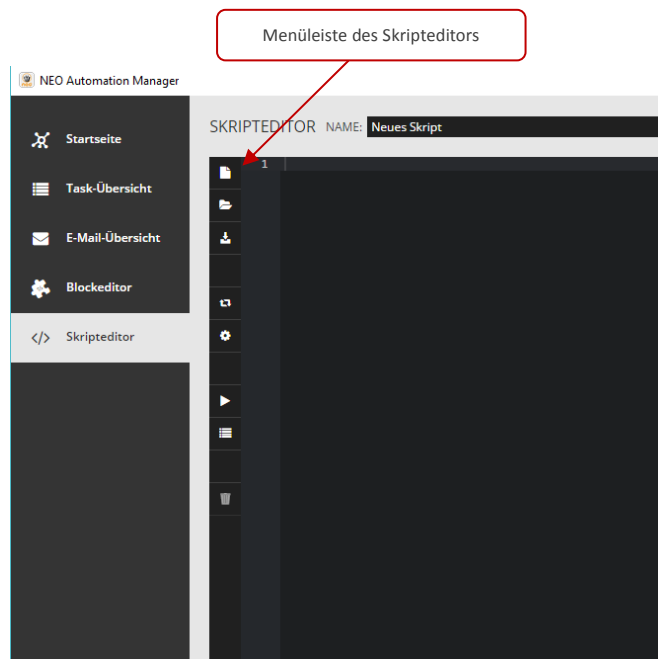 Menüleiste des Skripteditors
NEO Automation Manager
SKRIPTEDITOR NAME: Neues Skript
Startseite
1
Task-Übersicht
E-Mail-Übersicht
Blockeditor
</> Skripteditor